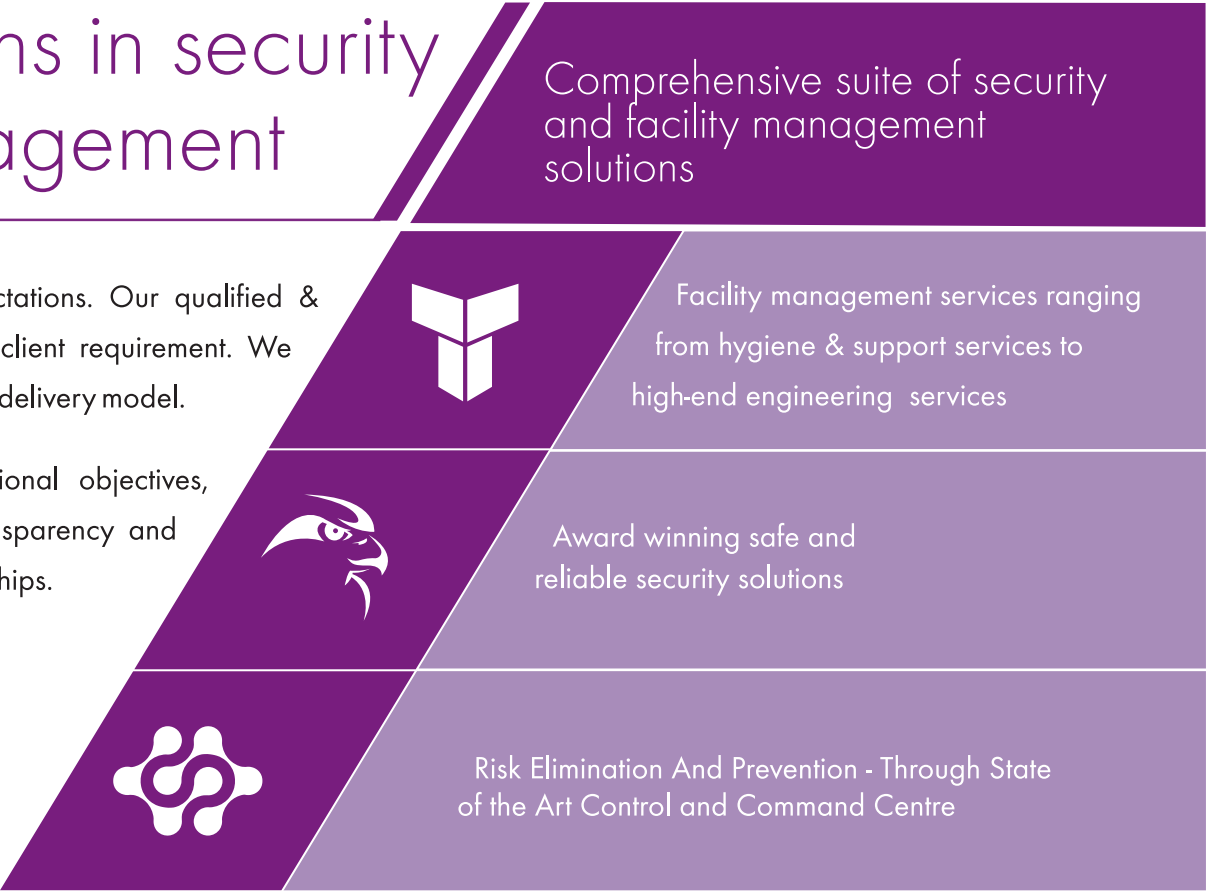 ns in security
agement
ctations. Our qualified &
client requirement. We
delivery model.
ional objectives,
sparency and
hips.
Comprehensive suite of security
and facility management
solutions
Facility management services ranging
from hygiene & support services to
high-end engineering services
Award winning safe and
reliable security solutions
Risk Elimination And Prevention - Through State
of the Art Control and Command Centre